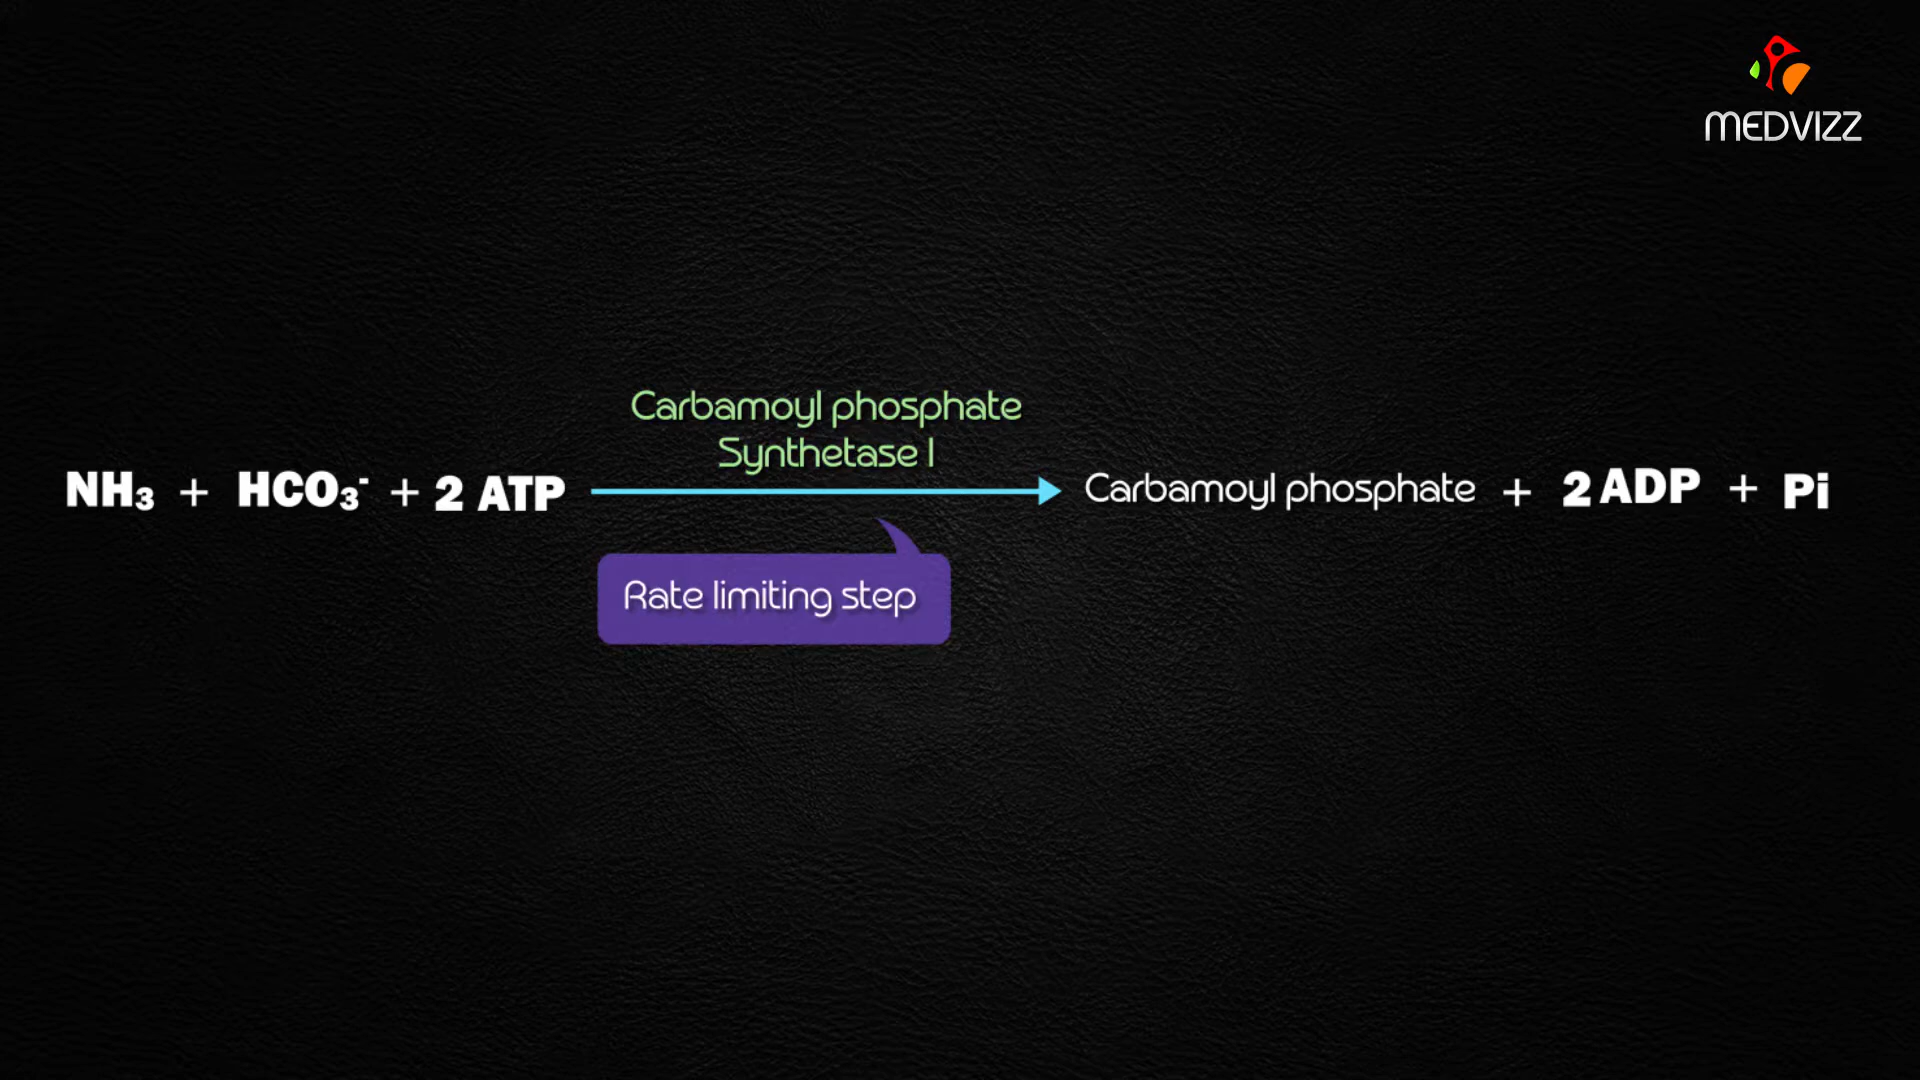 MEDVIZZ
Carbamoyl phosphate
Synthetase I
NH₃ + HCO₃⁻ + 2 ATP Carbamoyl phosphate + 2 ADP + Pi
Rate limiting step